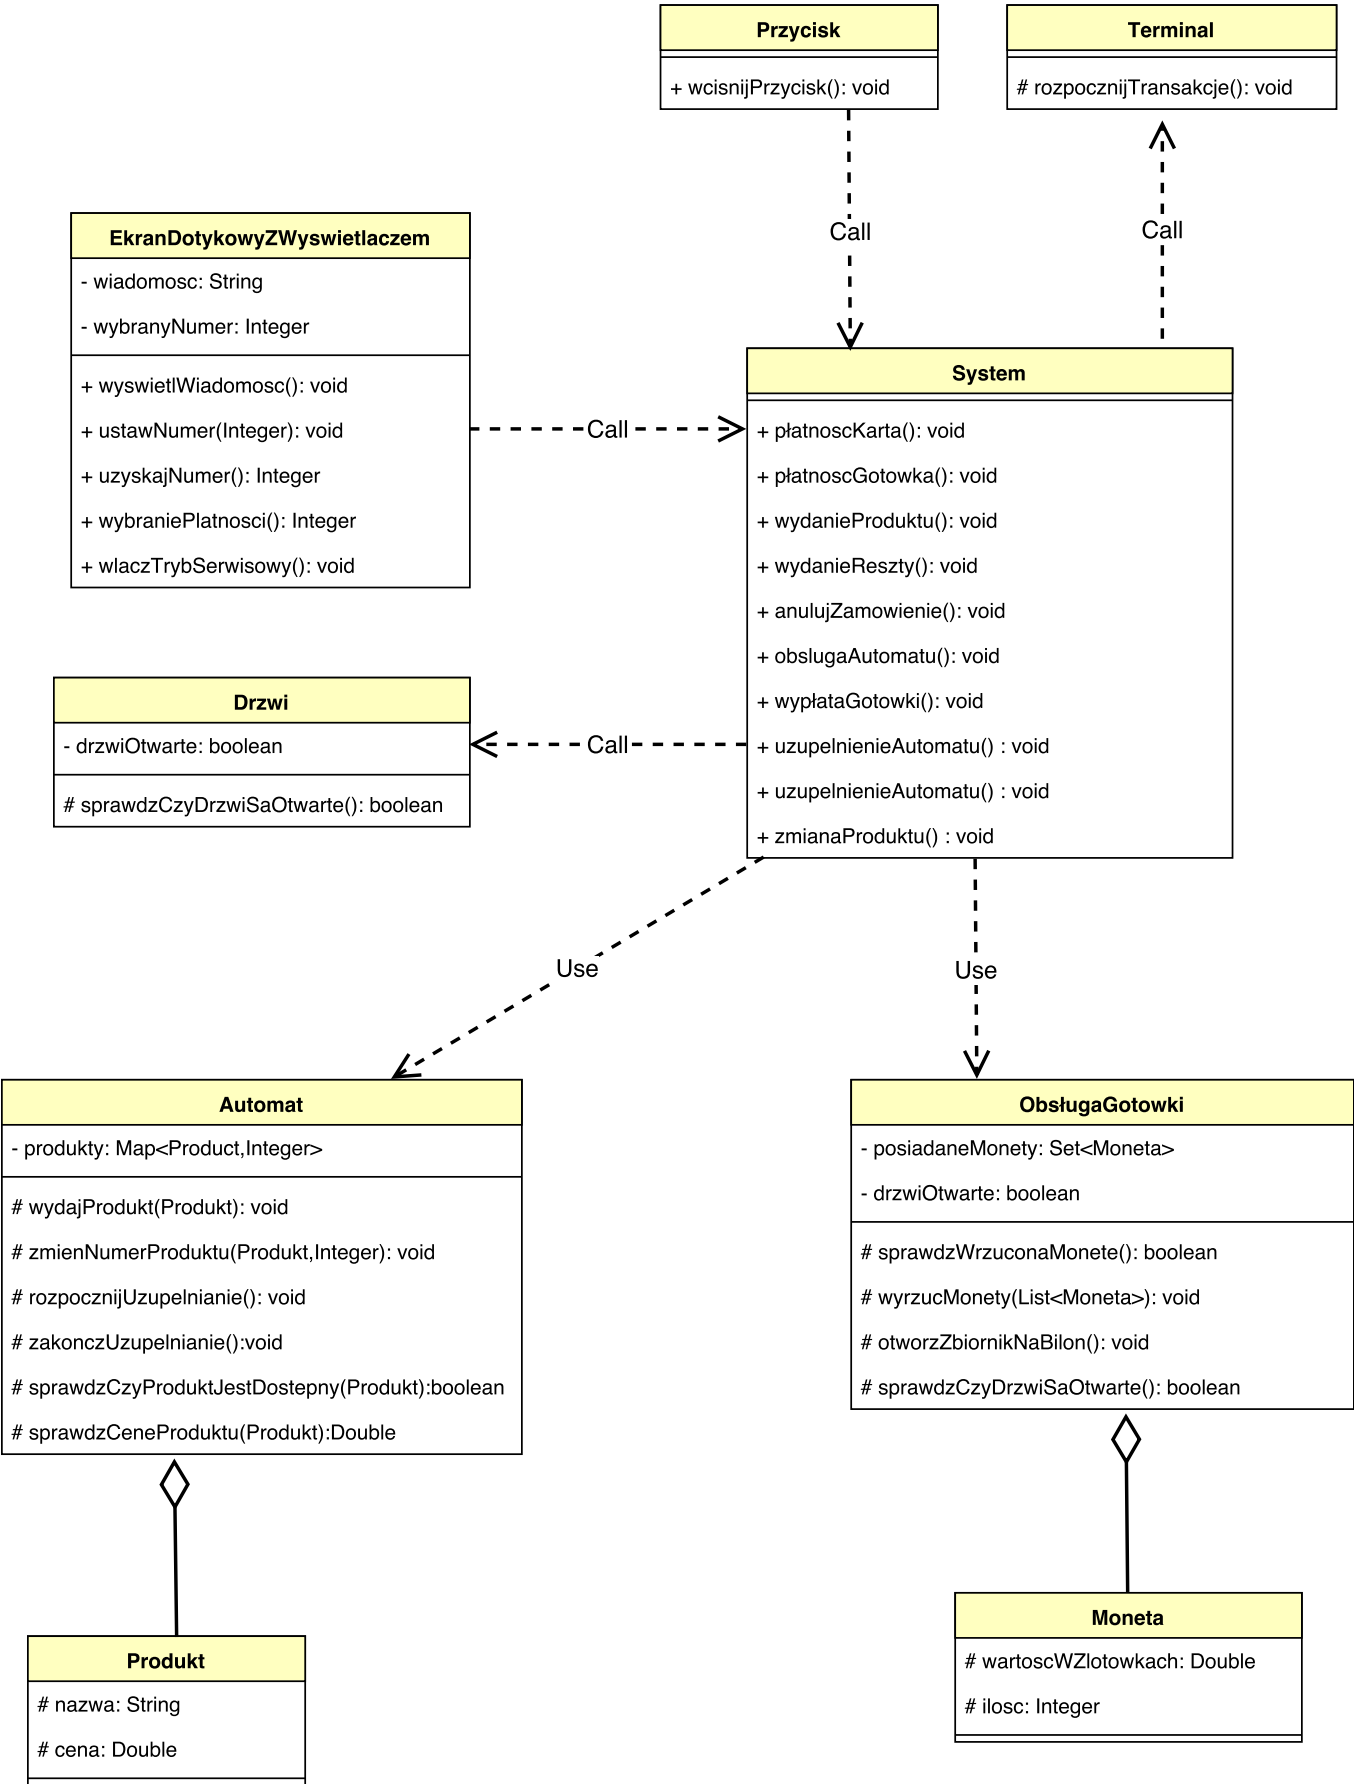 Przycisk
+ wcisnijPrzycisk(): void
Terminal
# rozpocznijTransakcje(): void
Call
Call
EkranDotykowyZWyswietlaczem
- wiadomosc: String
- wybranyNumer: Integer
+ wyswietlWiadomosc(): void
+ ustawNumer(Integer): void
+ uzyskajNumer(): Integer
+ wybraniePlatnosci(): Integer
+ wlaczTrybSerwisowy(): void
Call
System
+ płatnoscKarta(): void
+ płatnoscGotowka(): void
+ wydanieProduktu(): void
+ wydanieReszty(): void
+ anulujZamowienie(): void
+ obslugaAutomatu(): void
+ wypłataGotowki(): void
+ uzupelnienieAutomatu() : void
+ uzupelnienieAutomatu() : void
+ zmianaProduktu() : void
Drzwi
- drzwiOtwarte: boolean
# sprawdzCzyDrzwiSaOtwarte(): boolean
Call
Use
Use
Automat
- produkty: Map<Product,Integer>
# wydajProdukt(Produkt): void
# zmienNumerProduktu(Produkt,Integer): void
# rozpocznijUzupelnianie(): void
# zakonczUzupelnianie():void
# sprawdzCzyProduktJestDostepny(Produkt):boolean
# sprawdzCeneProduktu(Produkt):Double
ObsługaGotowki
- posiadaneMonety: Set<Moneta>
- drzwiOtwarte: boolean
# sprawdzWrzuconaMonete(): boolean
# wyrzucMonety(List<Moneta>): void
# otworzZbiornikNaBilon(): void
# sprawdzCzyDrzwiSaOtwarte(): boolean
Produkt
# nazwa: String
# cena: Double
Moneta
# wartoscWZlotowkach: Double
# ilosc: Integer